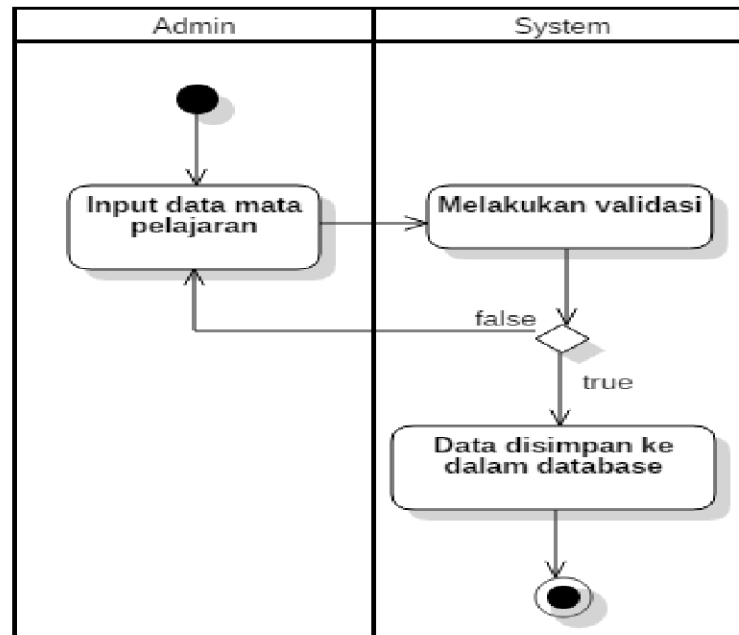 Admin
System
Input data mata
pelajaran
Melakukan validasi
false
true
Data disimpan ke
dalam database